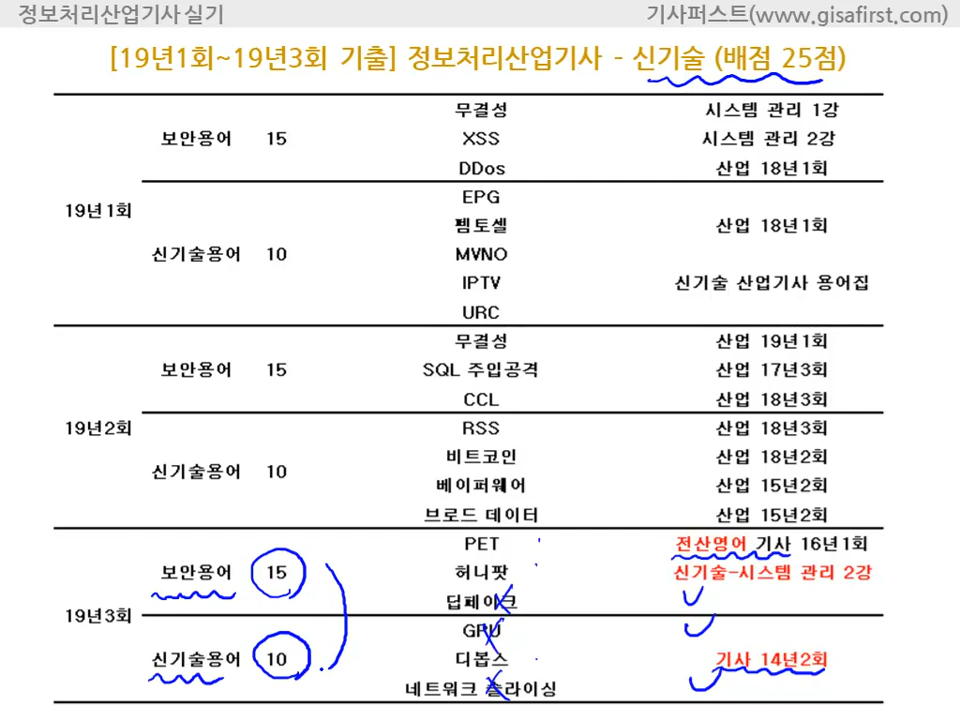 정보처리산업기사 실기
기사퍼스트(www.gisafirst.com)
[19년1회~19년3회 기출] 정보처리산업기사 - 신기술 (배점 25점)
무결성 시스템 관리 1강
보안용어 15 XSS 시스템 관리 2강
DDos 산업 18년1회
EPG
19년1회
펨토셀 산업 18년1회
신기술용어 10 MVNO
IPTV 신기술 산업기사 용어집
URC
무결성 산업 19년1회
보안용어 15 SQL 주입공격 산업 17년3회
CCL 산업 18년3회
19년2회 RSS 산업 18년3회
비트코인 산업 18년2회
신기술용어 10
베이퍼웨어 산업 15년2회
브로드 데이터 산업 15년2회
PET 전산영어 기사 16년1회
보안용어 15 허니팟 신기술-시스템 관리 2강
딥페이크
19년3회
GPU
신기술용어 10 디봅스 기사 14년2회
네트워크 슬라이싱